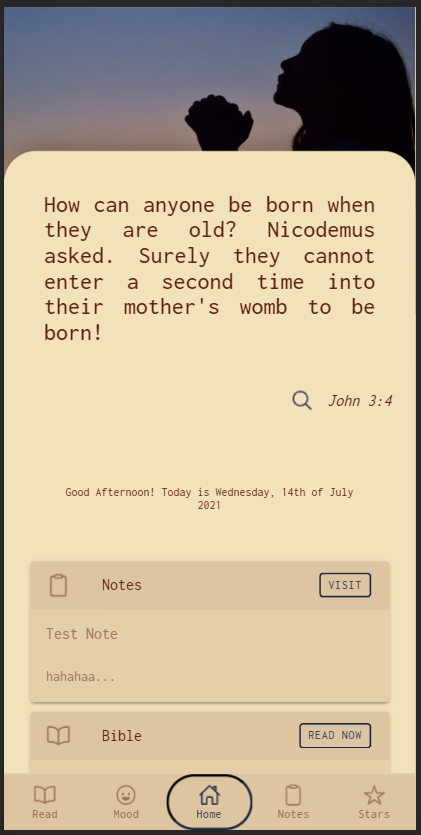 How can anyone be born when
they are old? Nicodemus
asked. Surely they cannot
enter a second time into
their mother's womb to be
born!
John 3:4
Good Afternoon! Today is Wednesday, 14th of July
2021
Notes
VISIT
Test Note
hahahaa...
Bible
READ NOW
Read
Mood
Home
Notes
Stars